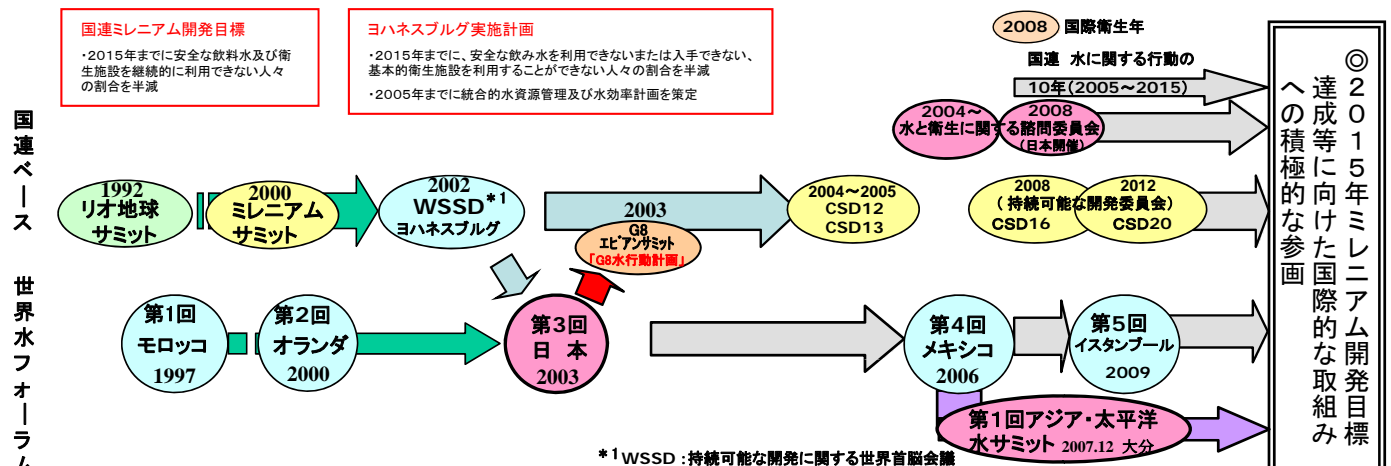 国連ミレニアム開発目標
・2015年までに安全な飲料水及び衛
生施設を継続的に利用できない人々
の割合を半減
ヨハネスブルグ実施計画
・2015年までに、安全な飲み水を利用できないまたは入手できない、
基本的衛生施設を利用することができない人々の割合を半減
・2005年までに統合的水資源管理及び水効率計画を策定
2008 国際衛生年
国連 水に関する行動の
10年(2005～2015)
2004～
水と衛生に関する諮問委員会
2008
(日本開催)
国連ベース
1992
リオ地球
サミット
2000
ミレニアム
サミット
2002
WSSD*1
ヨハネスブルグ
2003
G8
エビアンサミット
「G8水行動計画」
2004～2005
CSD12
CSD13
2008
2012
(持続可能な開発委員会)
CSD16
CSD20
世界水フォーラム
第1回
モロッコ
1997
第2回
オランダ
2000
第3回
日 本
2003
第4回
メキシコ
2006
第5回
イスタンブール
2009
第1回アジア・太平洋
水サミット 2007.12 大分
*1WSSD :持続可能な開発に関する世界首脳会議
◎2015年ミレニアム開発目標
達成等に向けた国際的な取組み
への積極的な参画